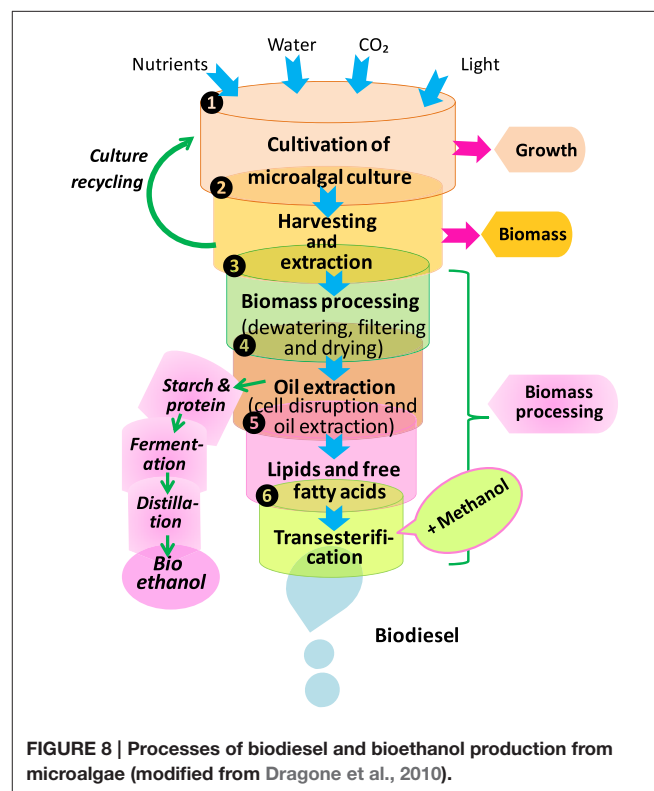 Nutrients
Water
CO₂
Light
1
Cultivation of
microalgal culture
Growth
Culture
recycling
2
Harvesting
and
extraction
Biomass
3
Biomass processing
(dewatering, filtering
and drying)
4
Oil extraction
(cell disruption and
oil extraction)
Starch &
protein
Ferment-
ation
Distilla-
tion
Bio
ethanol
Biomass
processing
5
Lipids and free
fatty acids
6
+ Methanol
Transesterifi-
cation
Biodiesel
FIGURE 8 | Processes of biodiesel and bioethanol production from
microalgae (modified from Dragone et al., 2010).